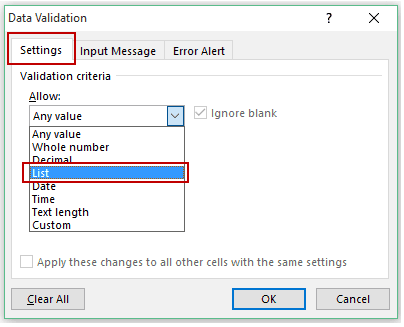 Data Validation ? ×
Settings Input Message Error Alert
Validation criteria
Allow:
Any value Ignore blank
Any value
Whole number
Decimal
List
Date
Time
Text length
Custom
Apply these changes to all other cells with the same settings
Clear All OK Cancel